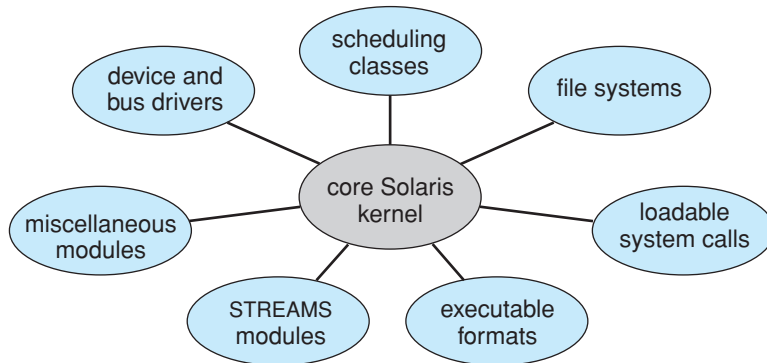 scheduling
classes
device and
bus drivers
file systems
core Solaris
kernel
miscellaneous
modules
loadable
system calls
STREAMS
modules
executable
formats